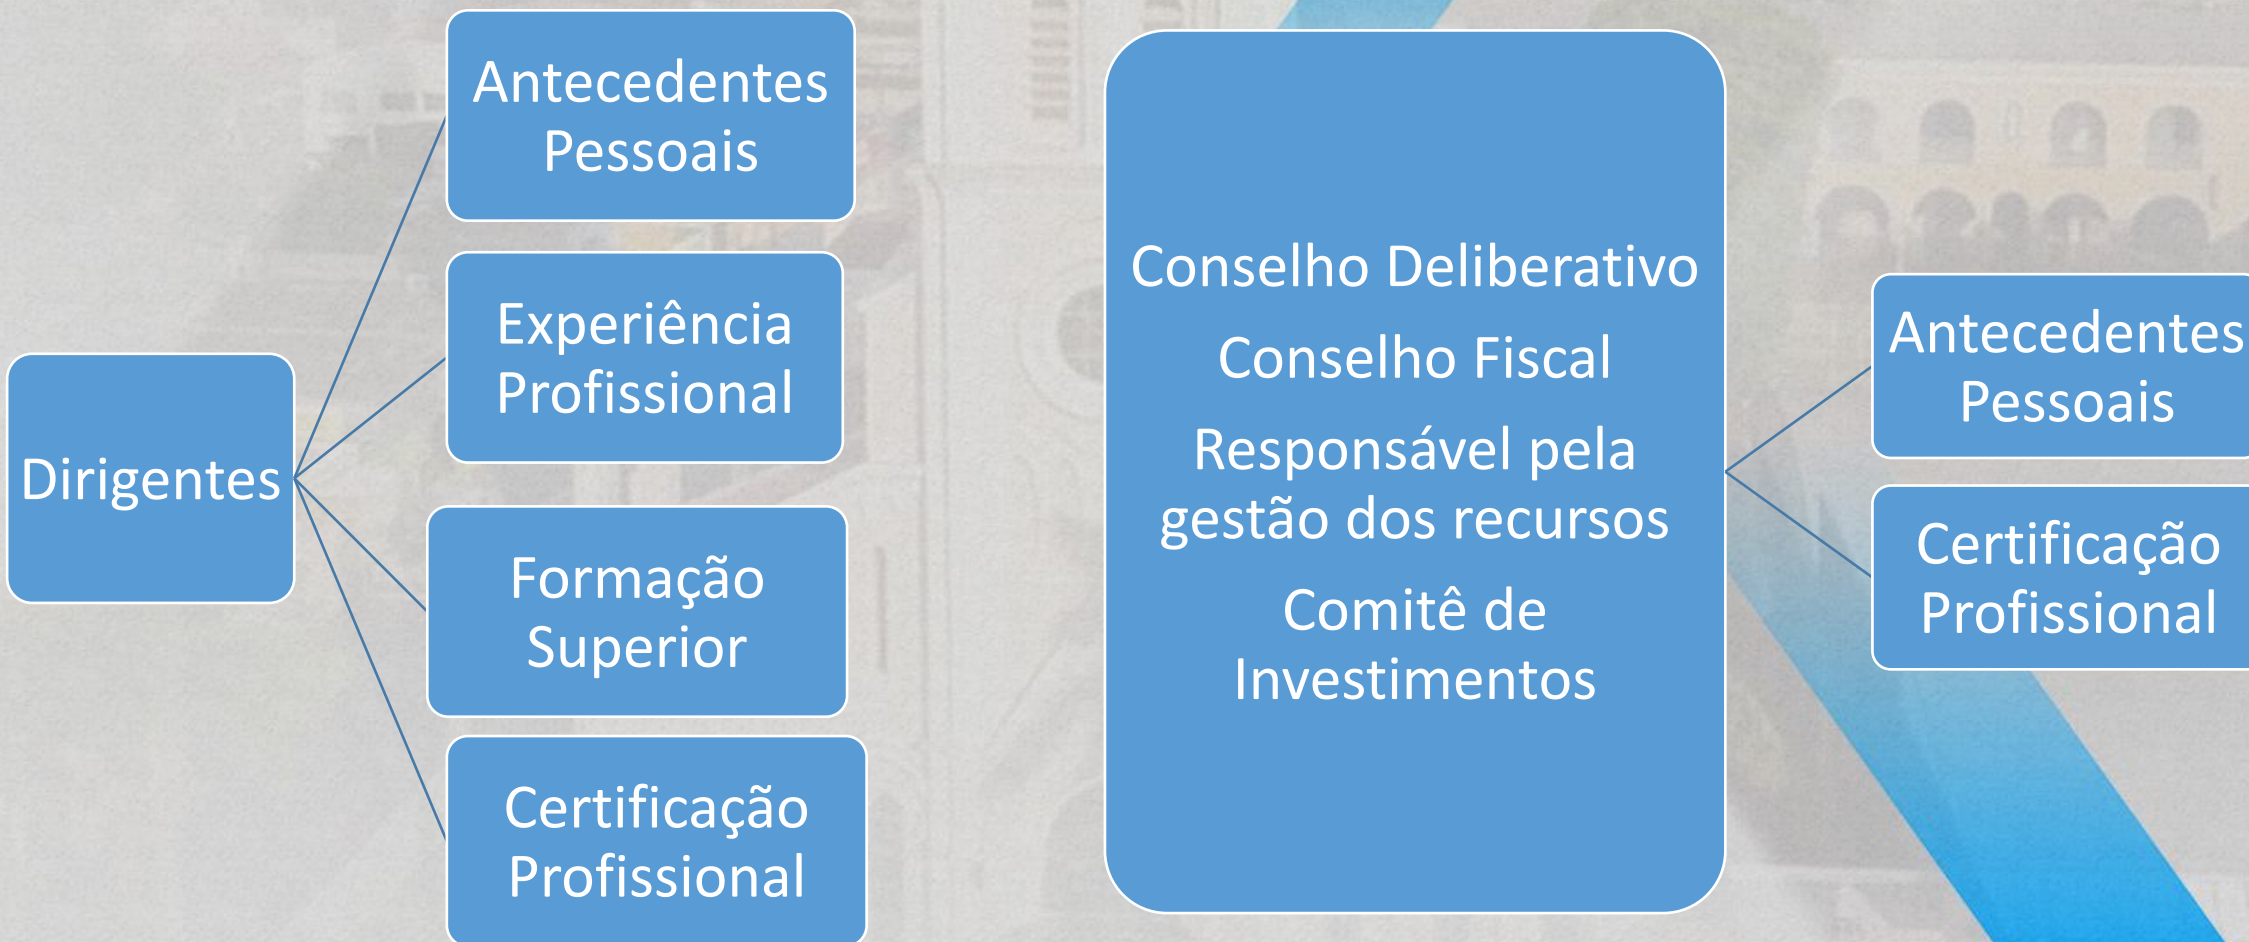 Dirigentes
Antecedentes
Pessoais
Experiência
Profissional
Formação
Superior
Certificação
Profissional
Conselho Deliberativo
Conselho Fiscal
Responsável pela
gestão dos recursos
Comitê de
Investimentos
Antecedentes
Pessoais
Certificação
Profissional